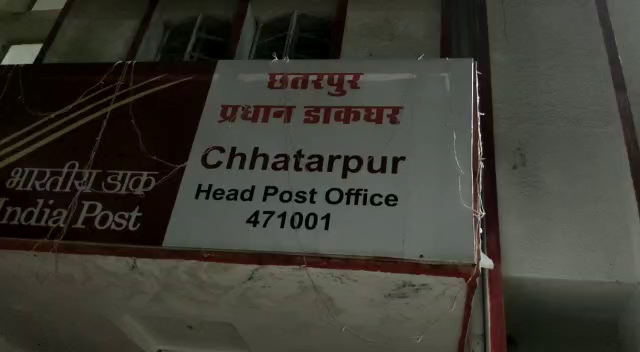 छतरपुर
प्रधान डाकघर
Chhatarpur
Head Post Office
471001
भारतीय डाक
India Post